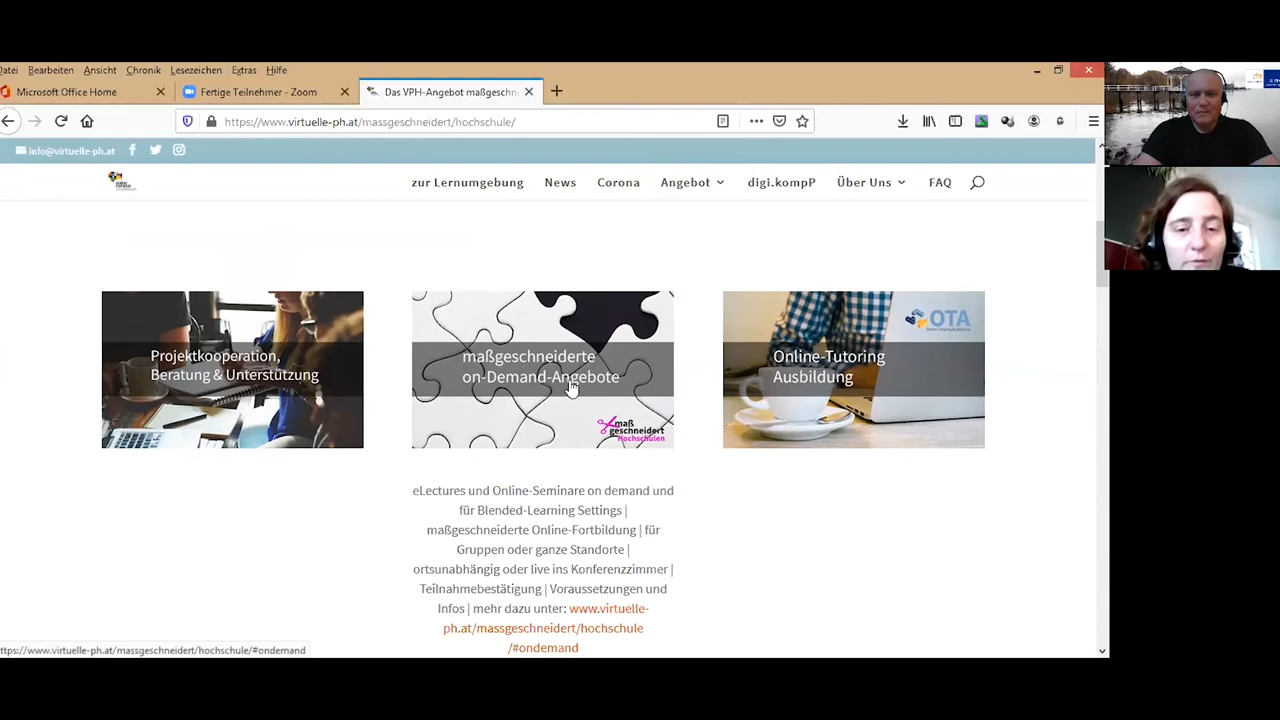 Datei Bearbeiten Ansicht Chronik Lesezeichen Extras Hilfe
Microsoft Office Home
Fertige Teilnehmer - Zoom
Das VPH-Angebot maßgeschn
https://www.virtuelle-ph.at/massgeschneidert/hochschule/
info@virtuelle-ph.at
zur Lernumgebung News Corona Angebot digi.kompP Über Uns FAQ
Projektkooperation,
Beratung & Unterstützung
maßgeschneiderte
on-Demand-Angebote
maß
geschneidert
Hochschulen
OTA
Online-Tutoring
Ausbildung
eLectures und Online-Seminare on demand und
für Blended-Learning Settings |
maßgeschneiderte Online-Fortbildung | für
Gruppen oder ganze Standorte |
ortsunabhängig oder live ins Konferenzzimmer |
Teilnahmebestätigung | Voraussetzungen und
Infos | mehr dazu unter: www.virtuelle-
ph.at/massgeschneidert/hochschule
/#ondemand
ttps://www.virtuelle-ph.at/massgeschneidert/hochschule/#ondemand